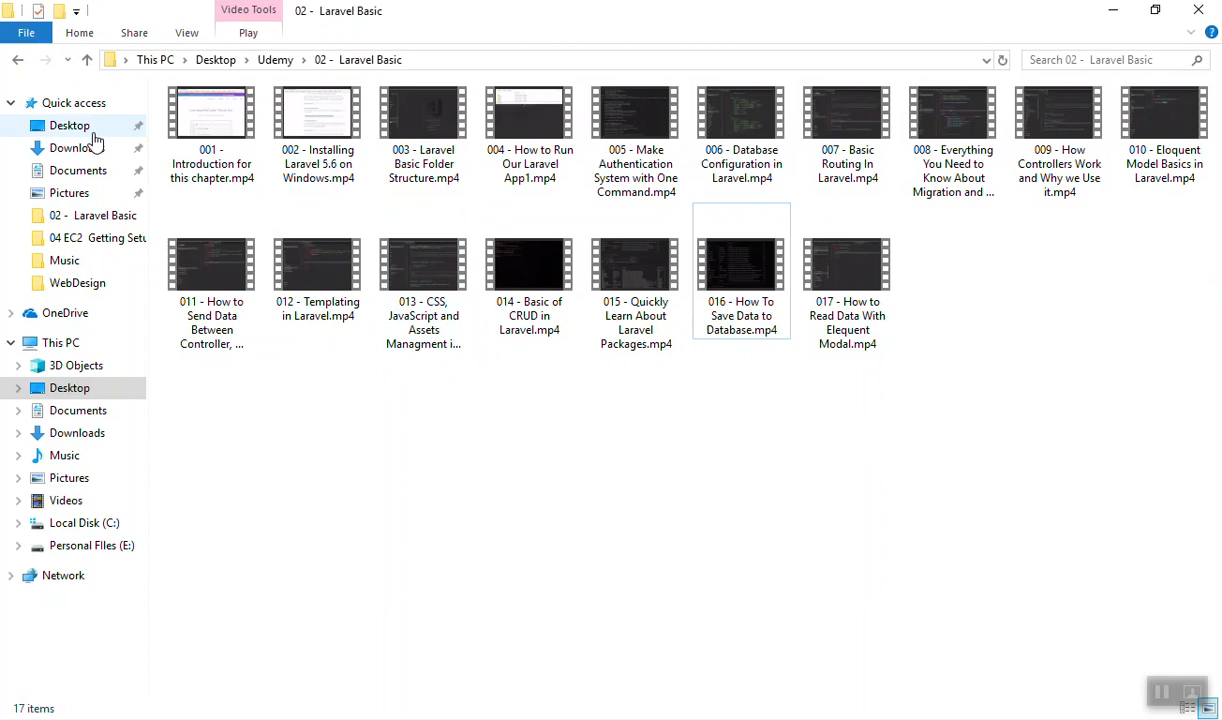 Video Tools
02 - Laravel Basic
File
Home
Share
View
Play
This PC
Desktop
Udemy
02 - Laravel Basic
Search 02 - Laravel Basic
Quick access
Desktop
Downlo
Documents
Pictures
02 - Laravel Basic
04 EC2 Getting Setu
Music
WebDesign
OneDrive
This PC
3D Objects
Desktop
Documents
Downloads
Music
Pictures
Videos
Local Disk (C:)
Personal FIles (E:)
Network
001 -
Introduction for
this chapter.mp4
002 - Installing
Laravel 5.6 on
Windows.mp4
003 - Laravel
Basic Folder
Structure.mp4
004 - How to Run
Our Laravel
App1.mp4
005 - Make
Authentication
System with One
Command.mp4
006 - Database
Configuration in
Laravel.mp4
007 - Basic
Routing In
Laravel.mp4
008 - Everything
You Need to
Know About
Migration and ...
009 - How
Controllers Work
and Why we Use
it.mp4
010 - Eloquent
Model Basics in
Laravel.mp4
011 - How to
Send Data
Between
Controller, ...
012 - Templating
in Laravel.mp4
013 - CSS,
JavaScript and
Assets
Managment i...
014 - Basic of
CRUD in
Laravel.mp4
015 - Quickly
Learn About
Laravel
Packages.mp4
016 - How To
Save Data to
Database.mp4
017 - How to
Read Data With
Elequent
Modal.mp4
17 items